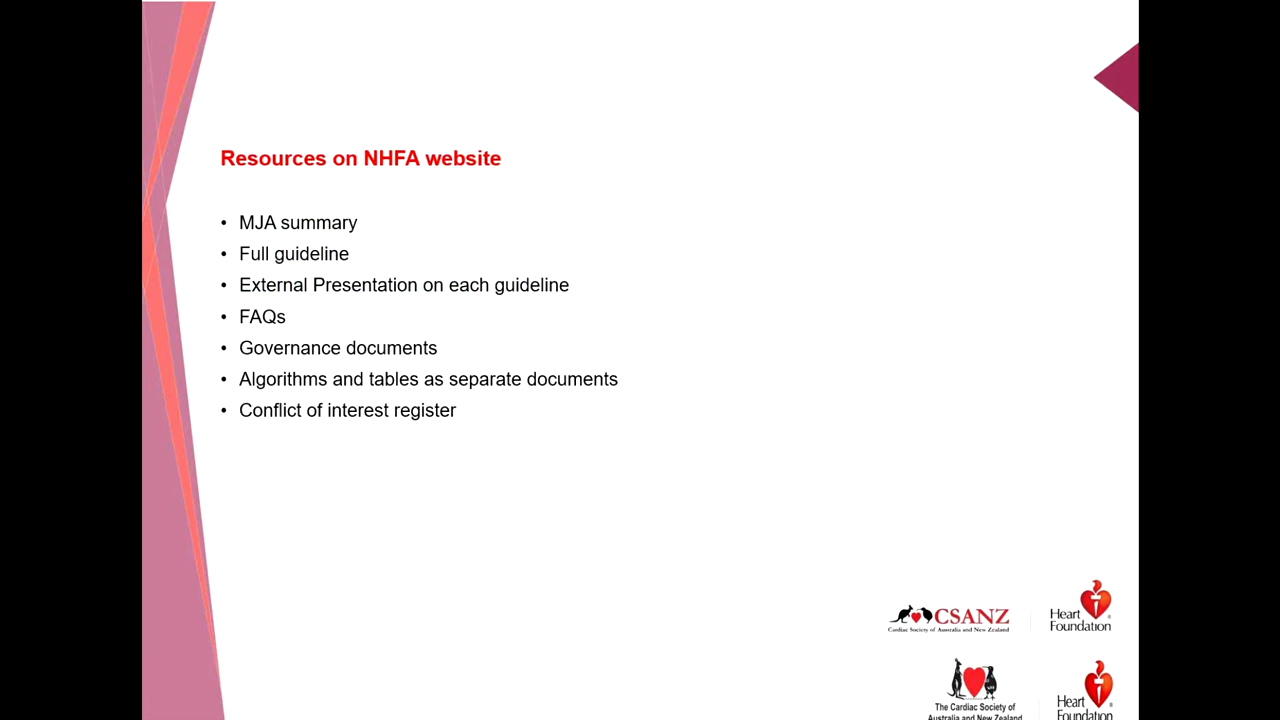 Resources on NHFA website
• MJA summary
• Full guideline
• External Presentation on each guideline
• FAQs
• Governance documents
• Algorithms and tables as separate documents
• Conflict of interest register
CSANZ
Cardiac Society of Australia and New Zealand
Heart
Foundation
The Cardiac Society of
Australia and New Zealand
Heart
Foundation